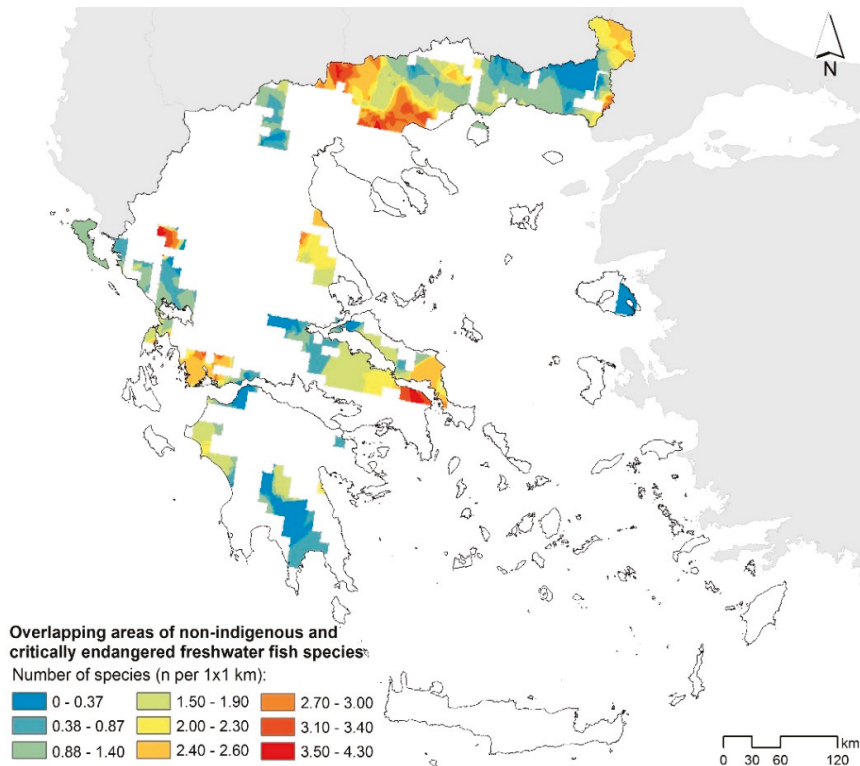 N
Overlapping areas of non-indigenous and
critically endangered freshwater fish species
Number of species (n per 1x1 km):
0 - 0.37
1.50 - 1.90
2.70 - 3.00
0.38 - 0.87
2.00 - 2.30
3.10 - 3.40
0.88 - 1.40
2.40 - 2.60
3.50 - 4.30
km
0 30 60 120